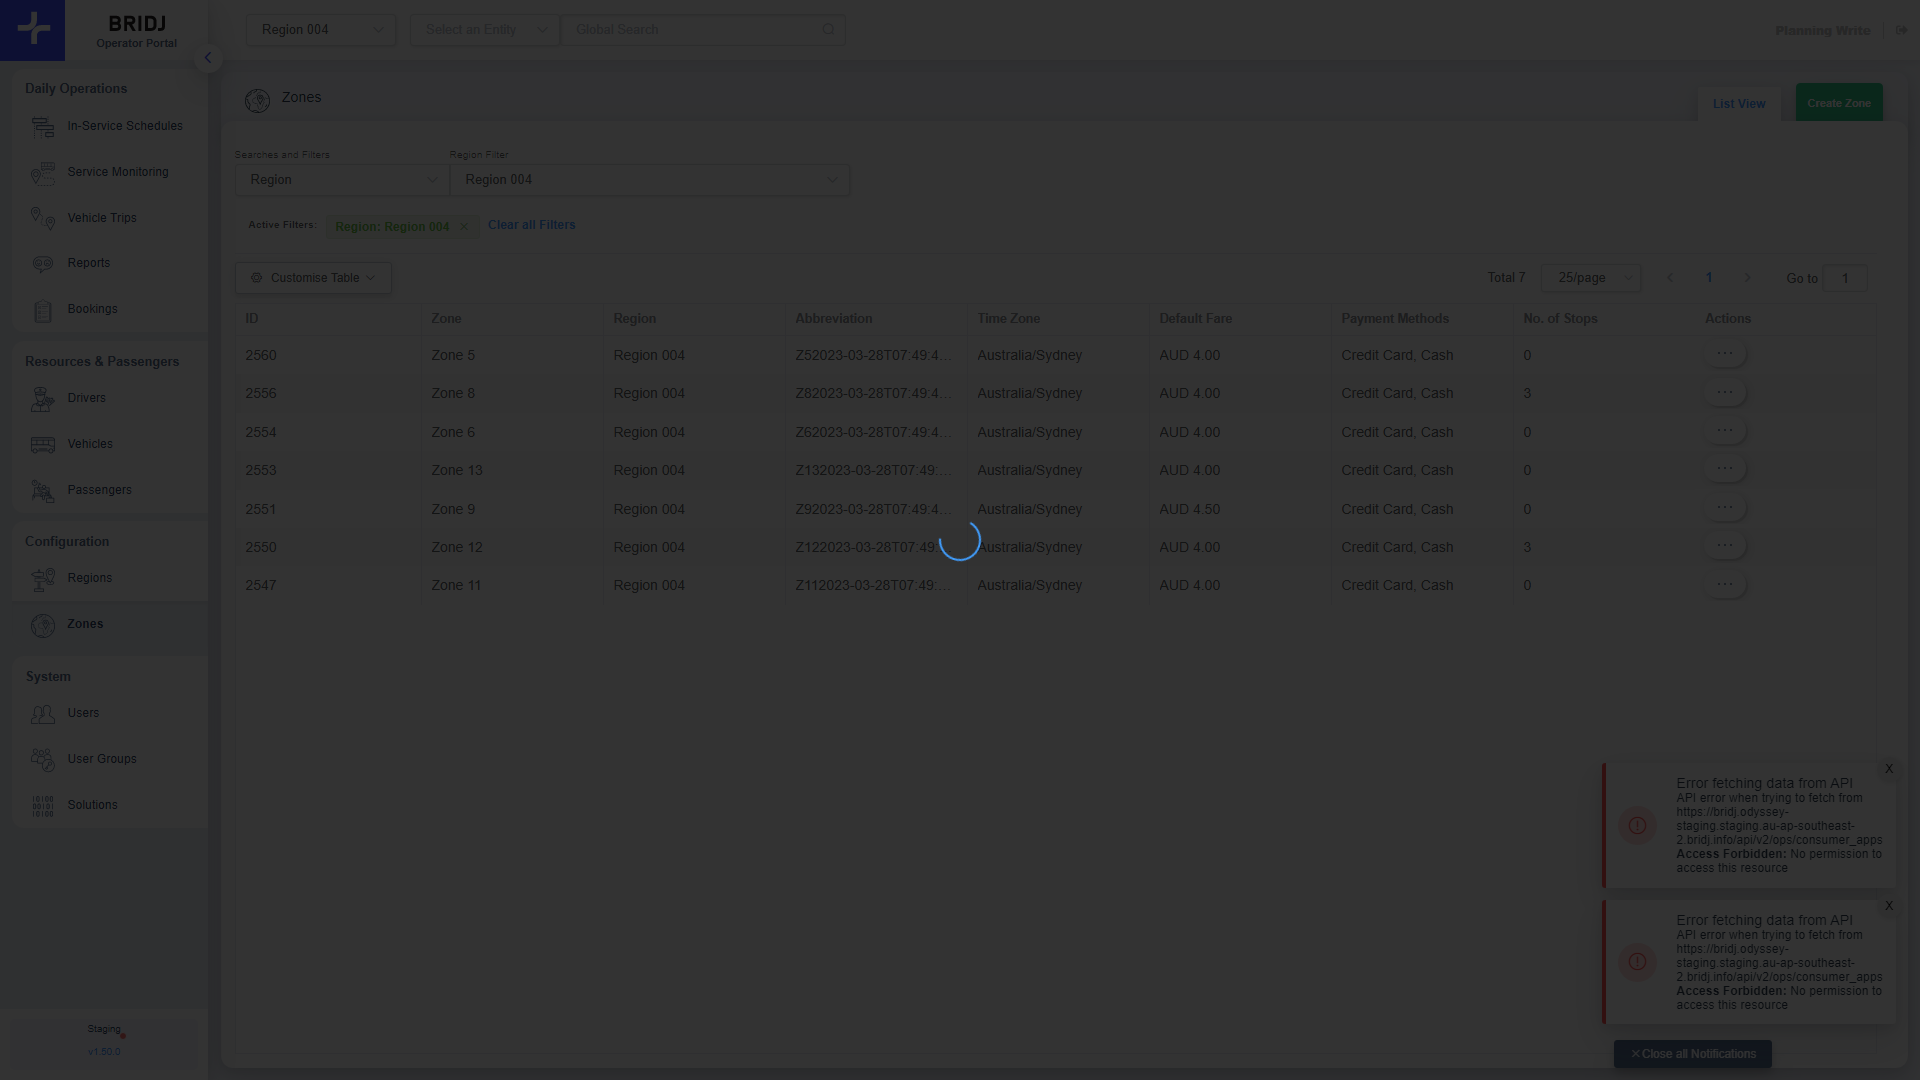 BRIDJ
Operator Portal
Region 004
Select an Entity
Global Search
Planning Write
Daily Operations
In-Service Schedules
Service Monitoring
Vehicle Trips
Reports
Bookings
Resources & Passengers
Drivers
Vehicles
Passengers
Configuration
Regions
Zones
System
Users
User Groups
Solutions
Staging
v1.60.0
Zones
List View
Create Zone
Searches and Filters
Region Filter
Region
Region 004
Active Filters:
Region: Region 004 ×
Clear all Filters
Customise Table
Total 7
25/page
1
Go to
1
ID Zone Region Abbreviation Time Zone Default Fare Payment Methods No. of Stops Actions
2560 Zone 5 Region 004 Z52023-03-28T07:49:4... Australia/Sydney AUD 4.00 Credit Card, Cash 0 ...
2556 Zone 8 Region 004 Z82023-03-28T07:49:4... Australia/Sydney AUD 4.00 Credit Card, Cash 3 ...
2554 Zone 6 Region 004 Z62023-03-28T07:49:4... Australia/Sydney AUD 4.00 Credit Card, Cash 0 ...
2553 Zone 13 Region 004 Z132023-03-28T07:49:... Australia/Sydney AUD 4.00 Credit Card, Cash 0 ...
2551 Zone 9 Region 004 Z92023-03-28T07:49:4... Australia/Sydney AUD 4.50 Credit Card, Cash 0 ...
2550 Zone 12 Region 004 Z122023-03-28T07:49: Australia/Sydney AUD 4.00 Credit Card, Cash 3 ...
2547 Zone 11 Region 004 Z112023-03-28T07:49:... Australia/Sydney AUD 4.00 Credit Card, Cash 0 ...
X
Error fetching data from API
API error when trying to fetch from
https://bridj.odyssey-
staging.staging.au-ap-southeast-
2.bridj.info/api/v2/ops/consumer_apps
Access Forbidden: No permission to
access this resource
X
Error fetching data from API
API error when trying to fetch from
https://bridj.odyssey-
staging.staging.au-ap-southeast-
2.bridj.info/api/v2/ops/consumer_apps
Access Forbidden: No permission to
access this resource
×Close all Notifications